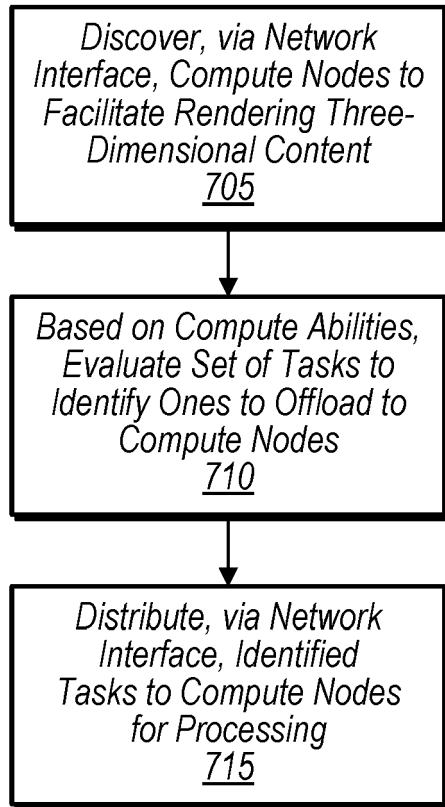 Discover, via Network
Interface, Compute Nodes to
Facilitate Rendering Three-
Dimensional Content
705
Based on Compute Abilities,
Evaluate Set of Tasks to
Identify Ones to Offload to
Compute Nodes
710
Distribute, via Network
Interface, Identified
Tasks to Compute Nodes
for Processing
715